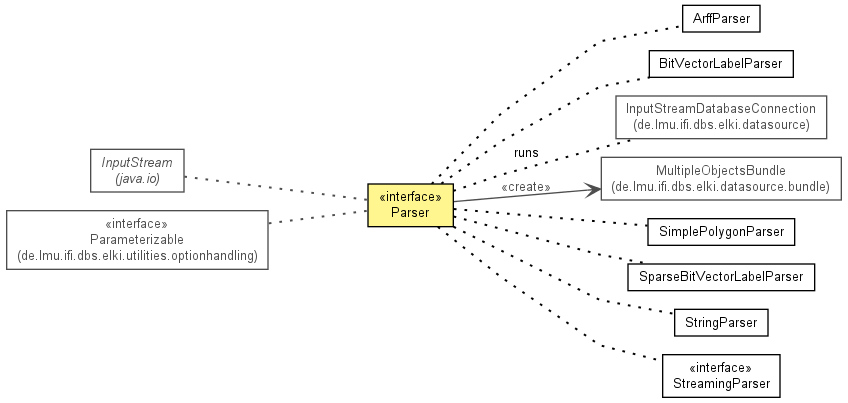 ArffParser
BitVectorLabelParser
InputStreamDatabaseConnection
(de.lmu.ifi.dbs.elki.datasource)
runs
InputStream
(java.io)
«interface»
Parser
«create»
MultipleObjectsBundle
(de.lmu.ifi.dbs.elki.datasource.bundle)
«interface»
Parameterizable
(de.lmu.ifi.dbs.elki.utilities.optionhandling)
SimplePolygonParser
SparseBitVectorLabelParser
StringParser
«interface»
StreamingParser